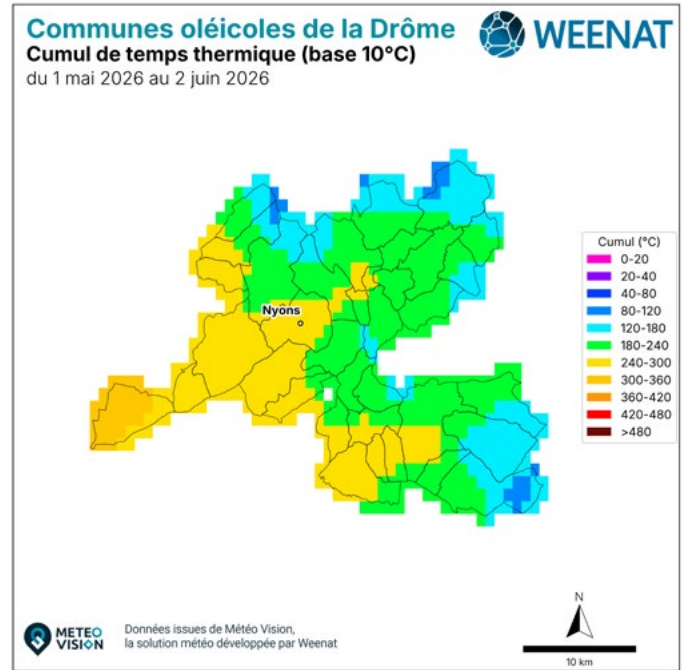 Communes oléicoles de la Drôme
Cumul de temps thermique (base 10°C)
du 1 mai 2026 au 2 juin 2026
WEENAT
Nyons
Cumul (°C)
0-20
20-40
40-80
80-120
120-180
180-240
240-300
300-360
360-420
420-480
>480
METEO
VISION
Données issues de Météo Vision,
la solution météo développée par Weenat
N
10 km